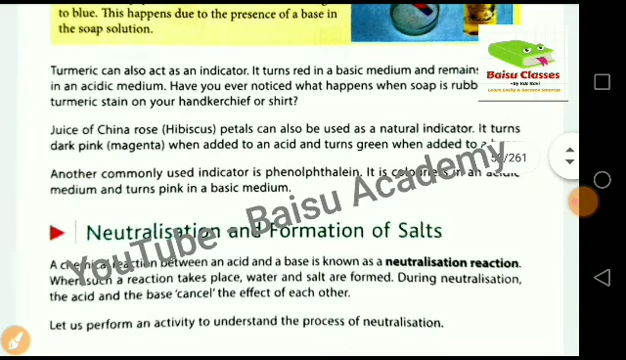 to blue. This happens due to the presence of a base in
the soap solution.
Turmeric can also act as an indicator. It turns red in a basic medium and remains
in an acidic medium. Have you ever noticed what happens when soap is rubb
turmeric stain on your handkerchief or shirt?
Juice of China rose (Hibiscus) petals can also be used as a natural indicator. It turns
dark pink (magenta) when added to an acid and turns green when added to a
Another commonly used indicator is phenolphthalein. It is colourless in an acidic
medium and turns pink in a basic medium.
Neutralisation and Formation of Salts
A chemical reaction between an acid and a base is known as a neutralisation reaction.
When such a reaction takes place, water and salt are formed. During neutralisation,
the acid and the base 'cancel' the effect of each other.
Let us perform an activity to understand the process of neutralisation.
Baisu Classes
/261
YouTube - Baisu Academy